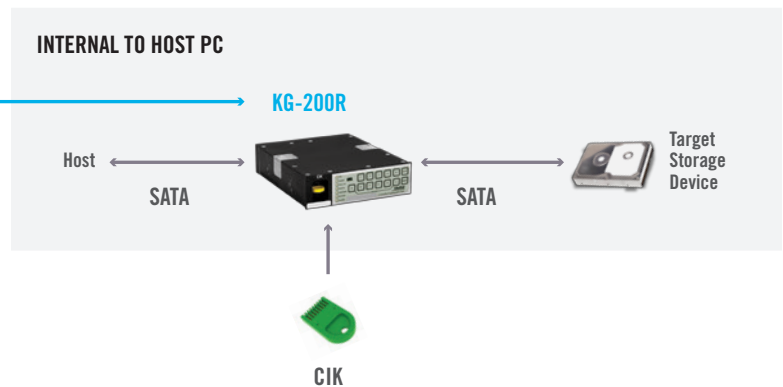 INTERNAL TO HOST PC
KG-200R
Host
Target
Storage
Device
SATA
SATA
CIK